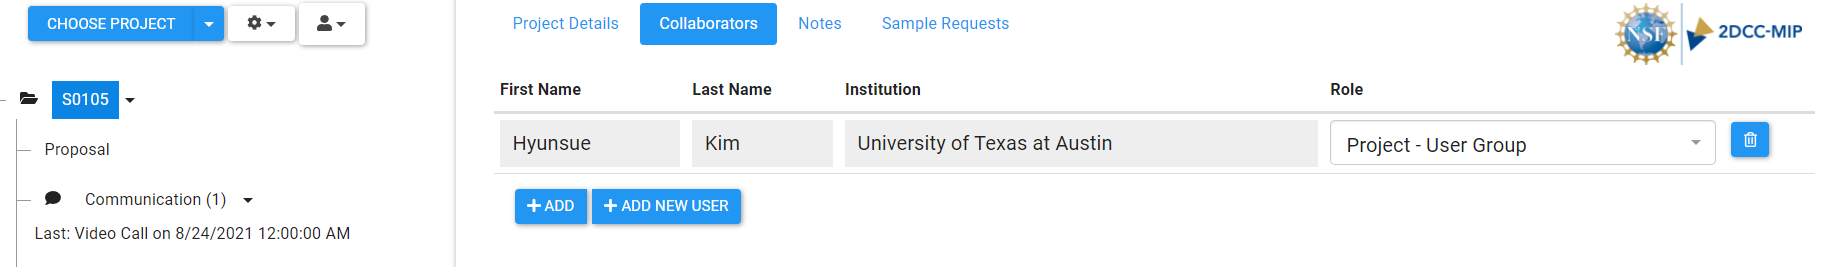 CHOOSE PROJECT
S0105
Proposal
Communication (1)
Last: Video Call on 8/24/2021 12:00:00 AM
Project Details Collaborators Notes Sample Requests
NSF 2DCC-MIP
First Name Last Name Institution Role
Hyunsue Kim University of Texas at Austin Project - User Group
+ ADD + ADD NEW USER